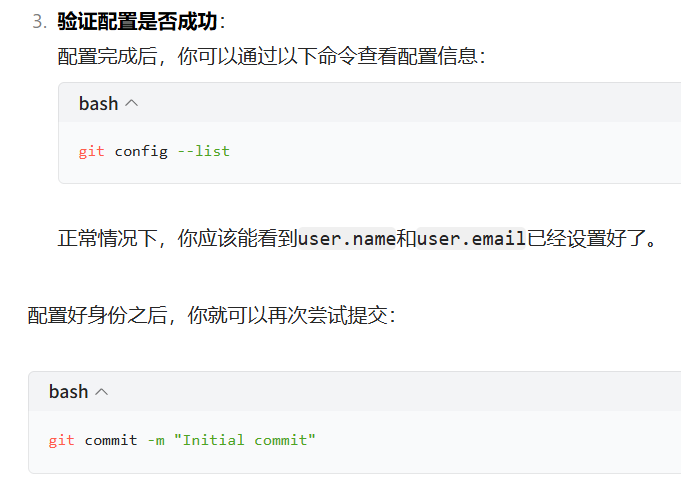 3. 验证配置是否成功：
配置完成后，你可以通过以下命令查看配置信息：
bash
git config --list
正常情况下，你应该能看到user.name和user.email已经设置好了。
配置好身份之后，你就可以再次尝试提交：
bash
git commit -m "Initial commit"